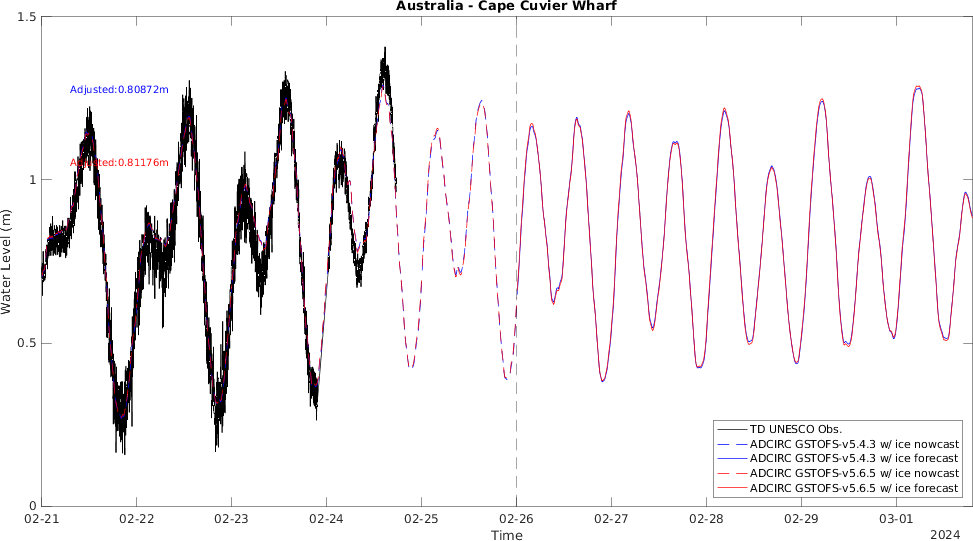 Australia - Cape Cuvier Wharf
1.5
Adjusted:0.80872m
Adjusted:0.81176m
1
Water Level (m)
0.5
0
TD UNESCO Obs.
ADCIRC GSTOFS-v5.4.3 w/ ice nowcast
ADCIRC GSTOFS-v5.4.3 w/ ice forecast
ADCIRC GSTOFS-v5.6.5 w/ ice nowcast
ADCIRC GSTOFS-v5.6.5 w/ ice forecast
02-21 02-22 02-23 02-24 02-25 02-26 02-27 02-28 02-29 03-01
Time
2024